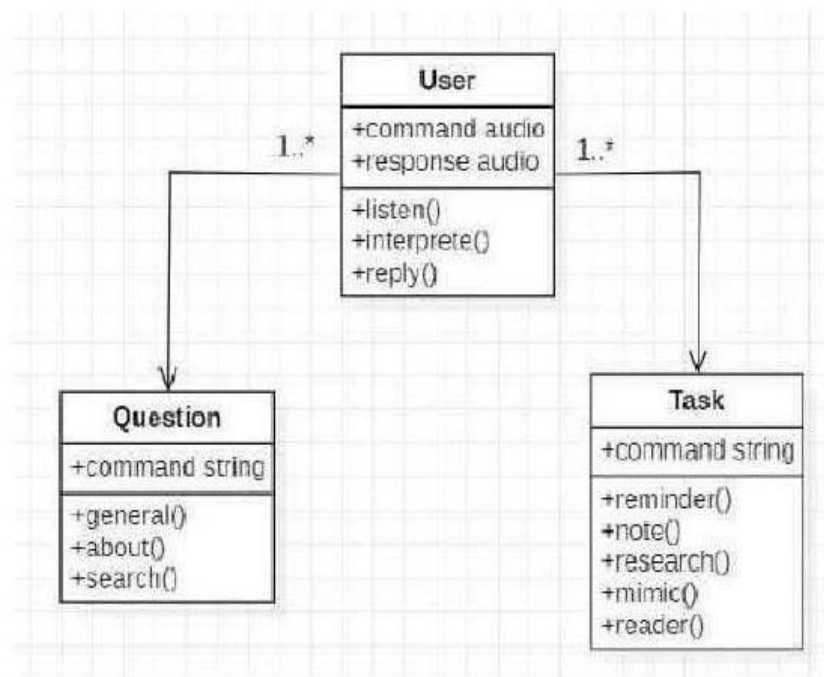 User
+command audio
+response audio
+listen()
+interprete()
+reply()
1..*
1..*
Question
+command string
+general()
+about()
+search()
Task
+command string
+reminder()
+note()
+research()
+mimic()
+reader()